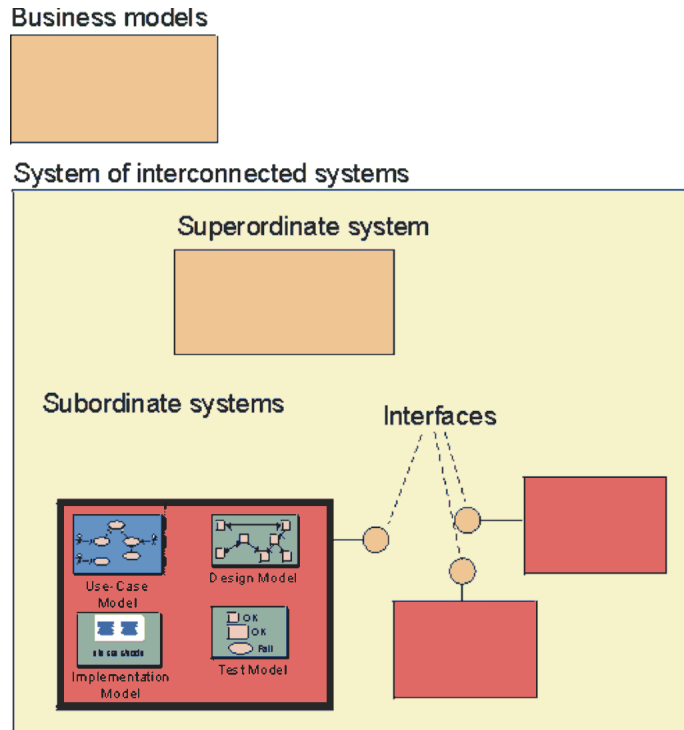 Business models
System of interconnected systems
Superordinate system
Subordinate systems
Interfaces
Use-Case
Model
Design Model
OK
OK
Fail
Implementation
Model
Test Model